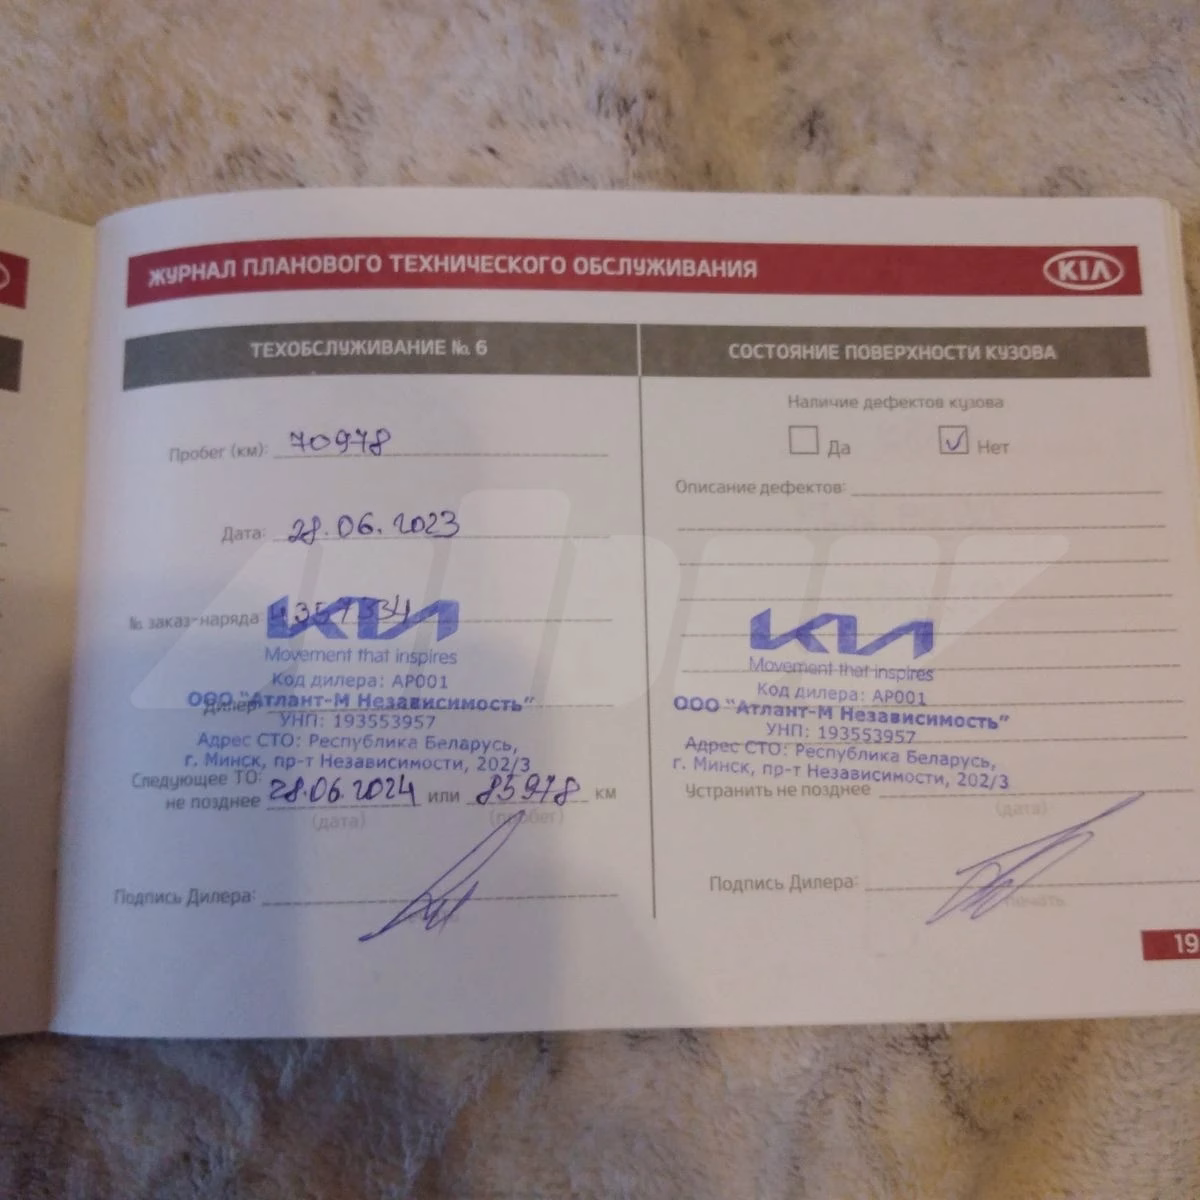 ЖУРНАЛ ПЛАНОВОГО ТЕХНИЧЕСКОГО ОБСЛУЖИВАНИЯ
KIA
ТЕХОБСЛУЖИВАНИЕ № 6
Пробег (км): 70978
Дата: 28.06.2023
№ заказ-наряда
KIA
Movement that inspires
Код дилера: АР001
Дилер
ООО "Атлант-М Независимость"
УНП: 193553957
Адрес СТО: Республика Беларусь,
г. Минск, пр-т Независимости, 202/3
Следующее ТО:
не позднее 28.06.2024 или 85978 км
(дата) (пробег)
Подпись Дилера:
СОСТОЯНИЕ ПОВЕРХНОСТИ КУЗОВА
Наличие дефектов кузова
Да Нет
Описание дефектов:
KIA
Movement that inspires
Код дилера: АР001
ООО "Атлант-М Независимость"
УНП: 193553957
Адрес СТО: Республика Беларусь,
г. Минск, пр-т Независимости, 202/3
Устранить не позднее
(дата)
Подпись Дилера:
печать
19